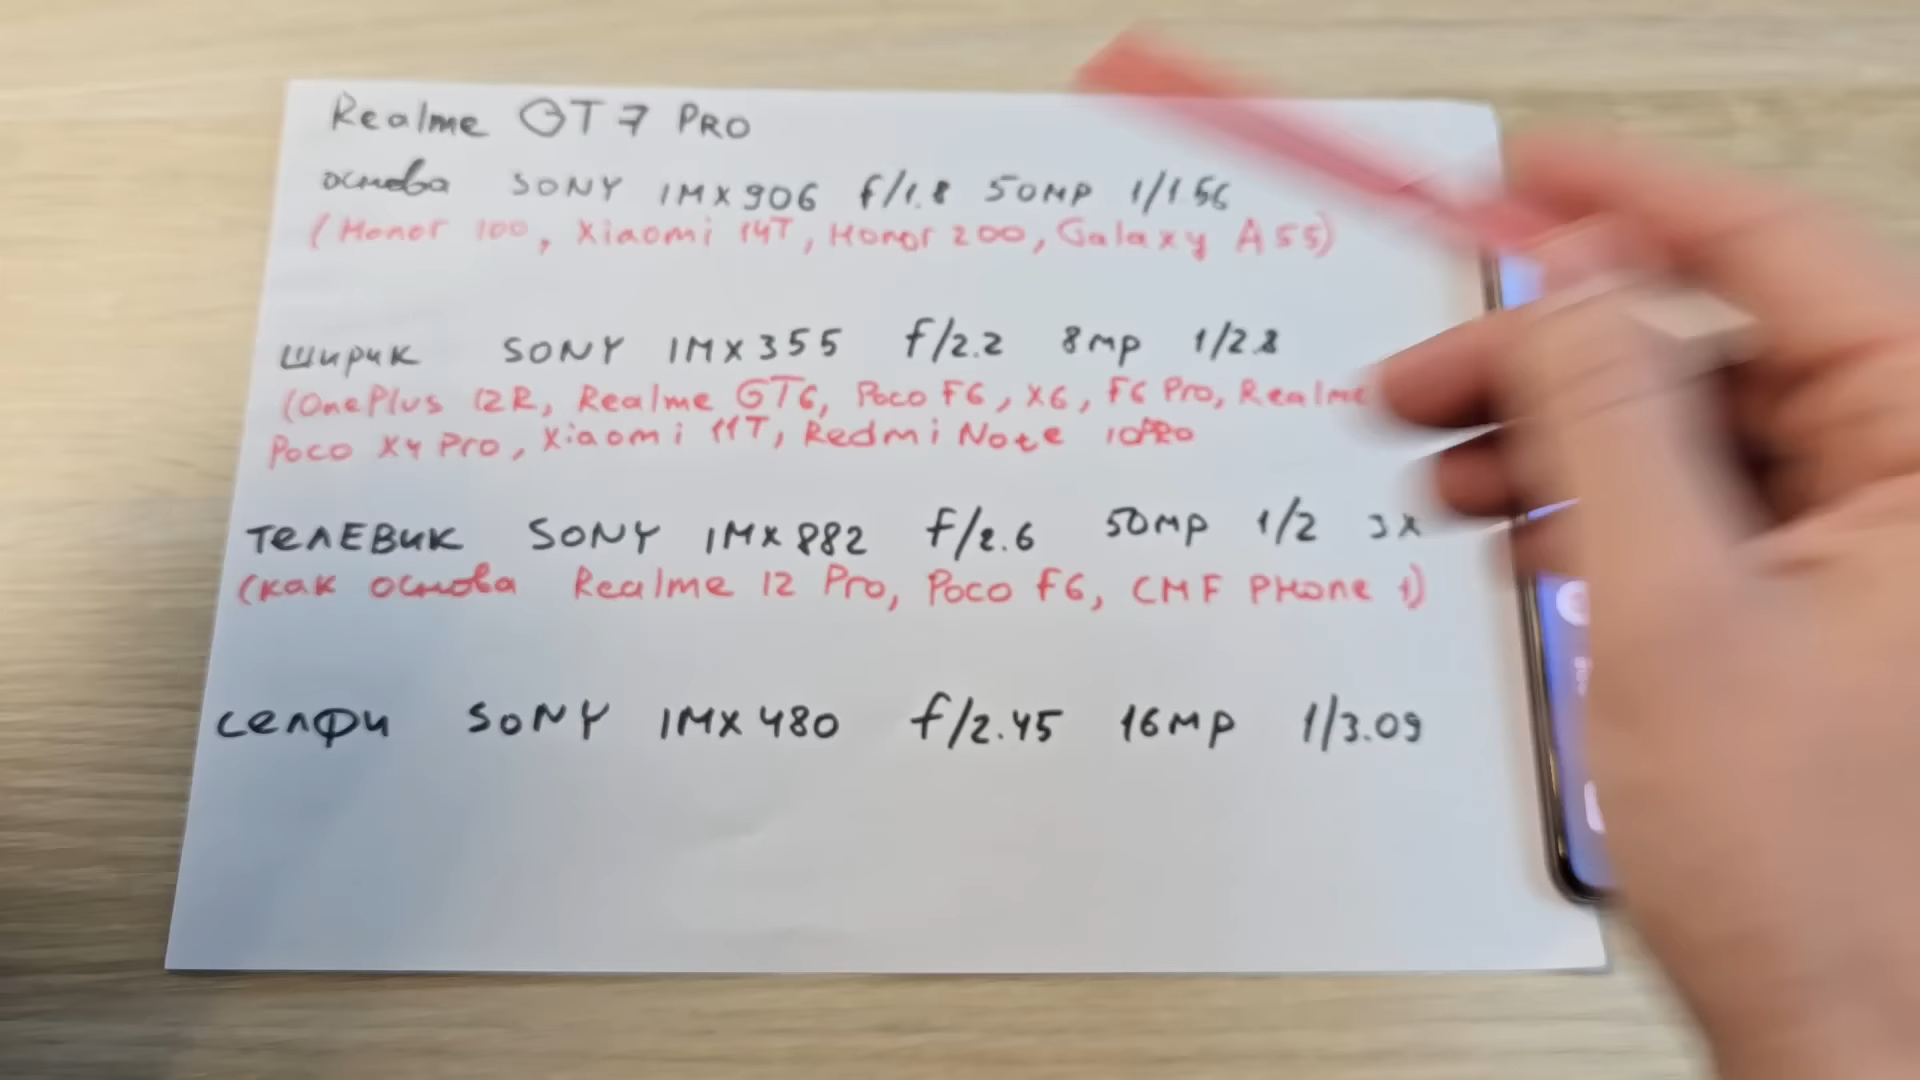 Realme GT7 PRO
основа SONY IMX906 f/1.8 50MP 1/1.56
(Honor 100, Xiaomi 14T, Honor 200, Galaxy A55)
ширик SONY IMX355 f/2.2 8MP 1/2.8
(OnePlus 12R, Realme GT6, Poco F6, X6, F6 Pro, Realme
Poco X4 Pro, Xiaomi 11T, Redmi Note 10PRO
ТЕЛЕВИК SONY IMX882 f/2.6 50MP 1/2 3X
(как основа Realme 12 Pro, Poco F6, CMF PHone 1)
селфи SONY IMX480 f/2.45 16MP 1/3.09